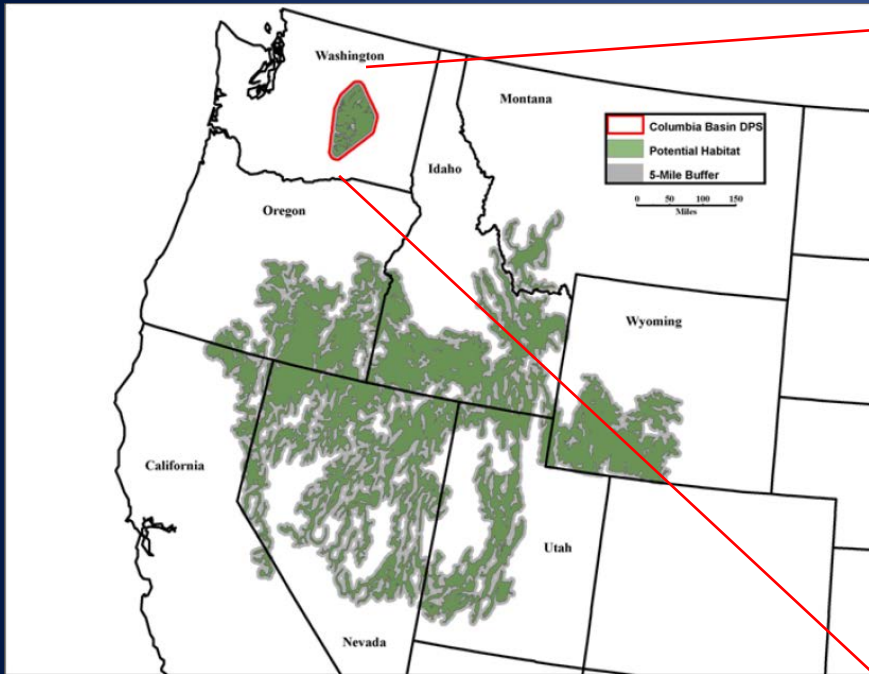 Washington
Montana
Columbia Basin DPS
Potential Habitat
5-Mile Buffer
0 50 100 150
Miles
Idaho
Oregon
Wyoming
California
Utah
Nevada